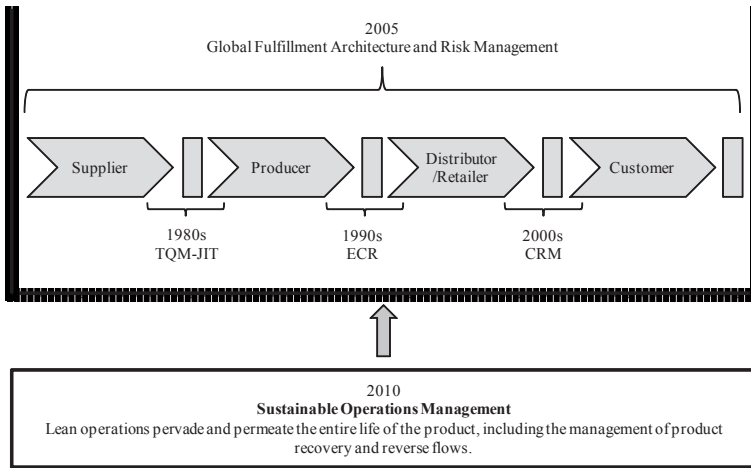 2005
Global Fulfillment Architecture and Risk Management
Supplier
Producer
Distributor
/Retailer
Customer
1980s
TQM-JIT
1990s
ECR
2000s
CRM
2010
Sustainable Operations Management
Lean operations pervade and permeate the entire life of the product, including the management of product
recovery and reverse flows.